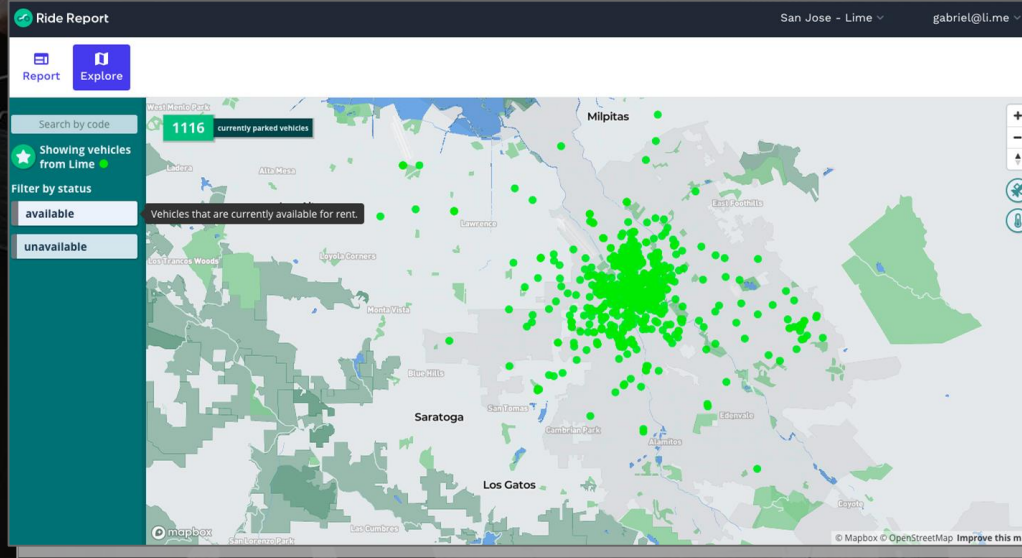 Ride Report
San Jose - Lime
gabriel@li.me
Report
Explore
Search by code
Showing vehicles
from Lime
Filter by status
available
unavailable
1116 currently parked vehicles
Vehicles that are currently available for rent.
West Menlo Park
Milpitas
Ladera
Alta Mesa
East Foothills
Lawrence
Los Trances Woods
Loyola Corners
Monta Vista
Blue Hills
San Tomas
Saratoga
Edenvale
Cambrian Park
Alamitos
Los Gatos
Coyote
Las Cumbres
San Lorenzo Park
mapbox
© Mapbox © OpenStreetMap Improve this m